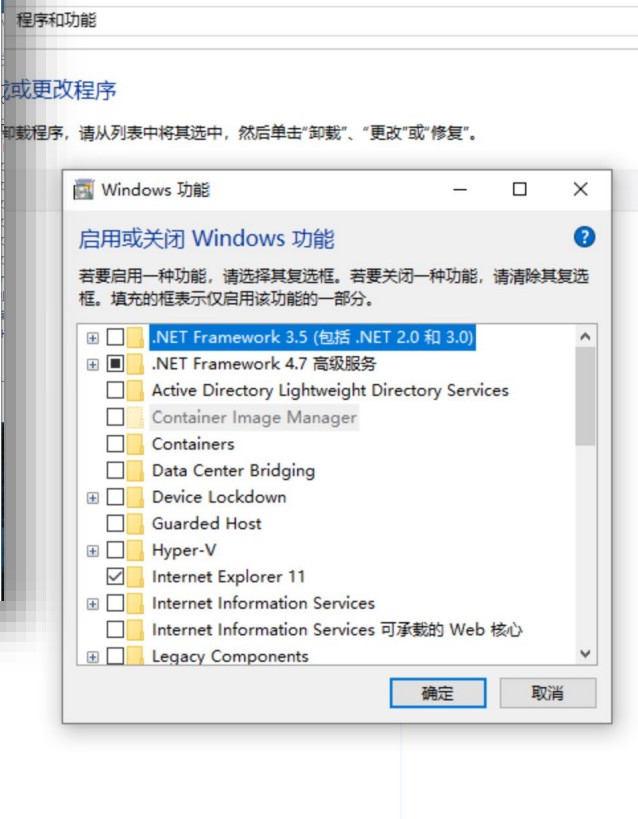 程序和功能
或更改程序
卸载程序，请从列表中将其选中，然后单击“卸载”、“更改”或“修复”。
Windows 功能
启用或关闭 Windows 功能
若要启用一种功能，请选择其复选框。若要关闭一种功能，请清除其复选
框。填充的框表示仅启用该功能的一部分。
.NET Framework 3.5 (包括 .NET 2.0 和 3.0)
.NET Framework 4.7 高级服务
Active Directory Lightweight Directory Services
Container Image Manager
Containers
Data Center Bridging
Device Lockdown
Guarded Host
Hyper-V
Internet Explorer 11
Internet Information Services
Internet Information Services 可承载的 Web 核心
Legacy Components
确定
取消